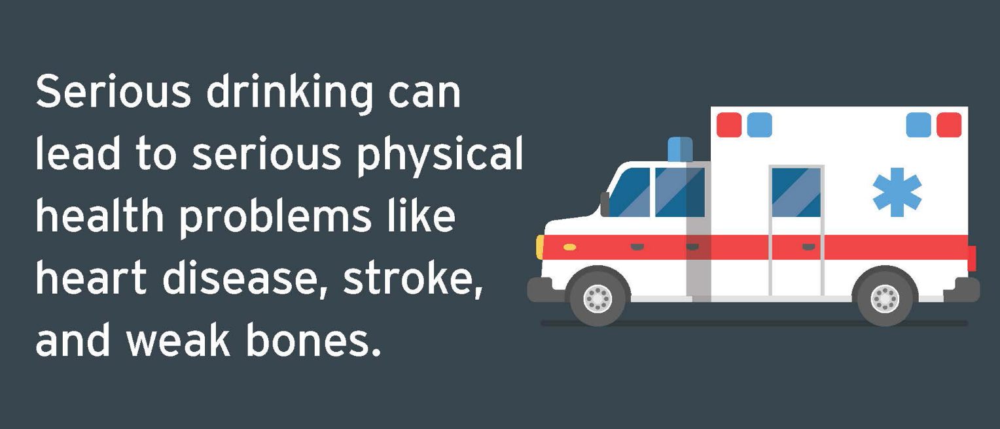 Serious drinking can
lead to serious physical
health problems like
heart disease, stroke,
and weak bones.